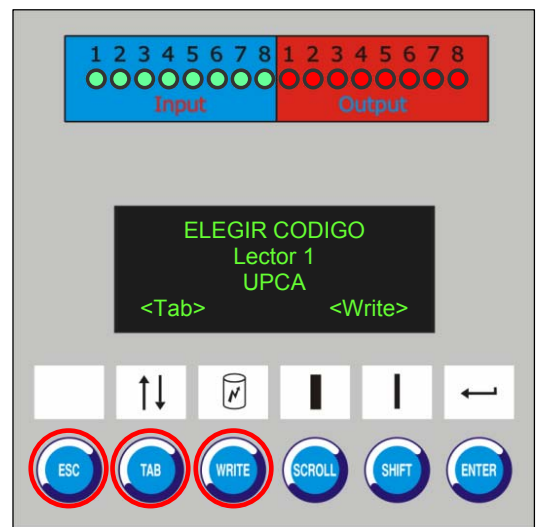 1 2 3 4 5 6 7 8 1 2 3 4 5 6 7 8
Input Output
ELEGIR CODIGO
Lector 1
UPCA
<Tab> <Write>
ESC TAB WRITE SCROLL SHIFT ENTER